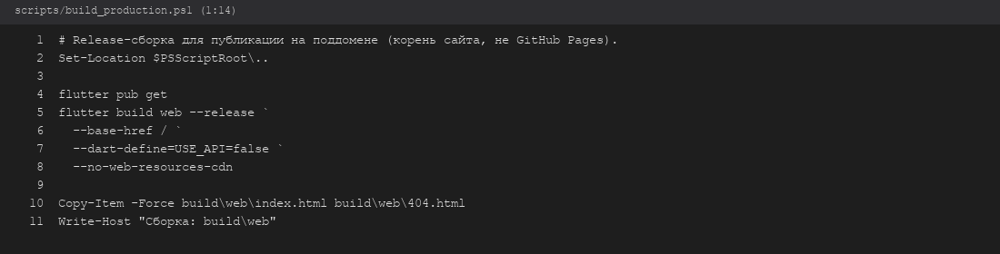 scripts/build_production.ps1 (1:14)
1 # Release-сборка для публикации на поддомене (корень сайта, не GitHub Pages).
2 Set-Location $PSScriptRoot\..
3
4 flutter pub get
5 flutter build web --release `
6   --base-href / `
7   --dart-define=USE_API=false `
8   --no-web-resources-cdn
9
10 Copy-Item -Force build\web\index.html build\web\404.html
11 Write-Host "Сборка: build\web"